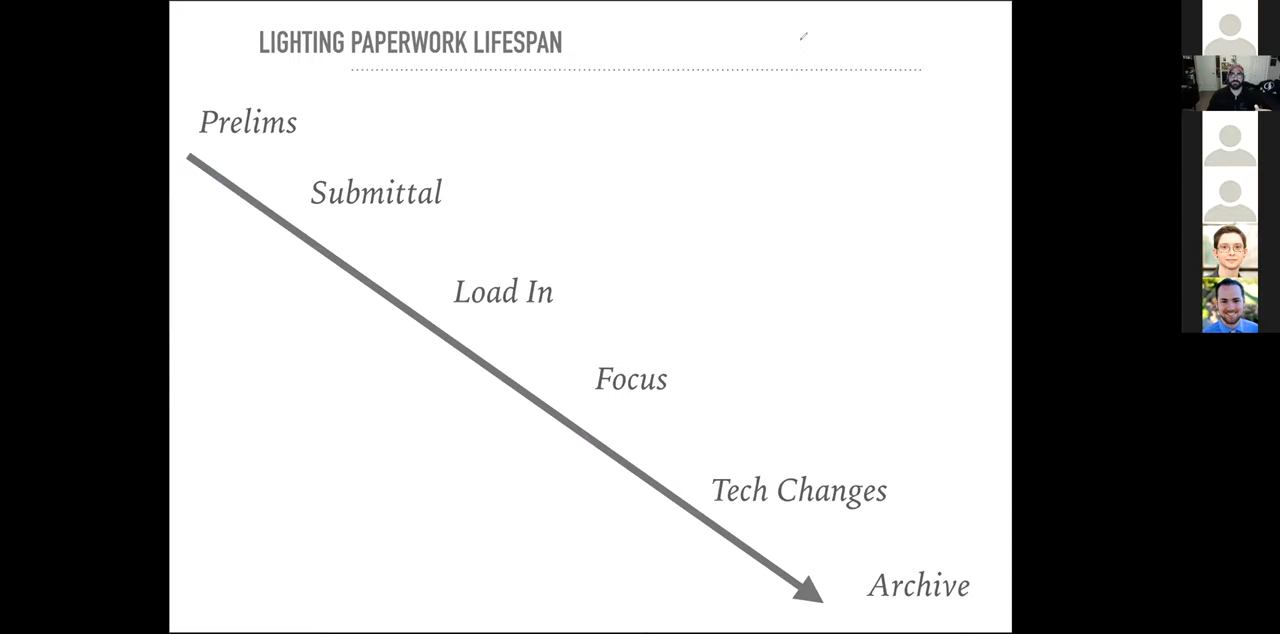 LIGHTING PAPERWORK LIFESPAN
Prelims
Submittal
Load In
Focus
Tech Changes
Archive